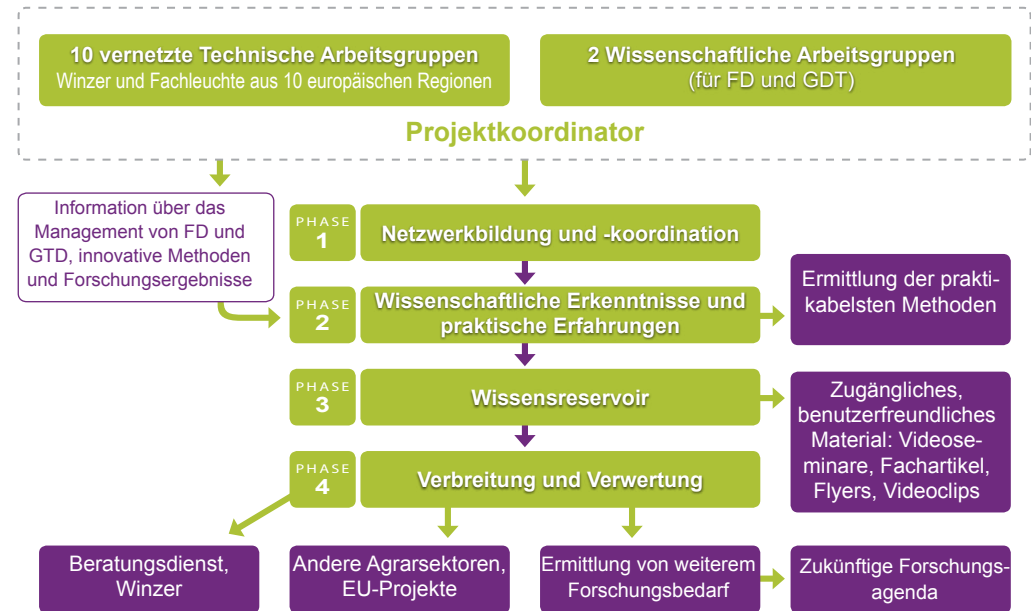 10 vernetzte Technische Arbeitsgruppen
Winzer und Fachleuchte aus 10 europäischen Regionen
2 Wissenschaftliche Arbeitsgruppen
(für FD und GDT)
Projektkoordinator
Information über das
Management von FD und
GTD, innovative Methoden
und Forschungsergebnisse
PHASE
1
Netzwerkbildung und -koordination
PHASE
2
Wissenschaftliche Erkenntnisse und
praktische Erfahrungen
Ermittlung der prakti-
kabelsten Methoden
PHASE
3
Wissensreservoir
Zugängliches,
benutzerfreundliches
Material: Videose-
minare, Fachartikel,
Flyers, Videoclips
PHASE
4
Verbreitung und Verwertung
Beratungsdienst,
Winzer
Andere Agrarsektoren,
EU-Projekte
Ermittlung von weiterem
Forschungsbedarf
Zukünftige Forschungs-
agenda